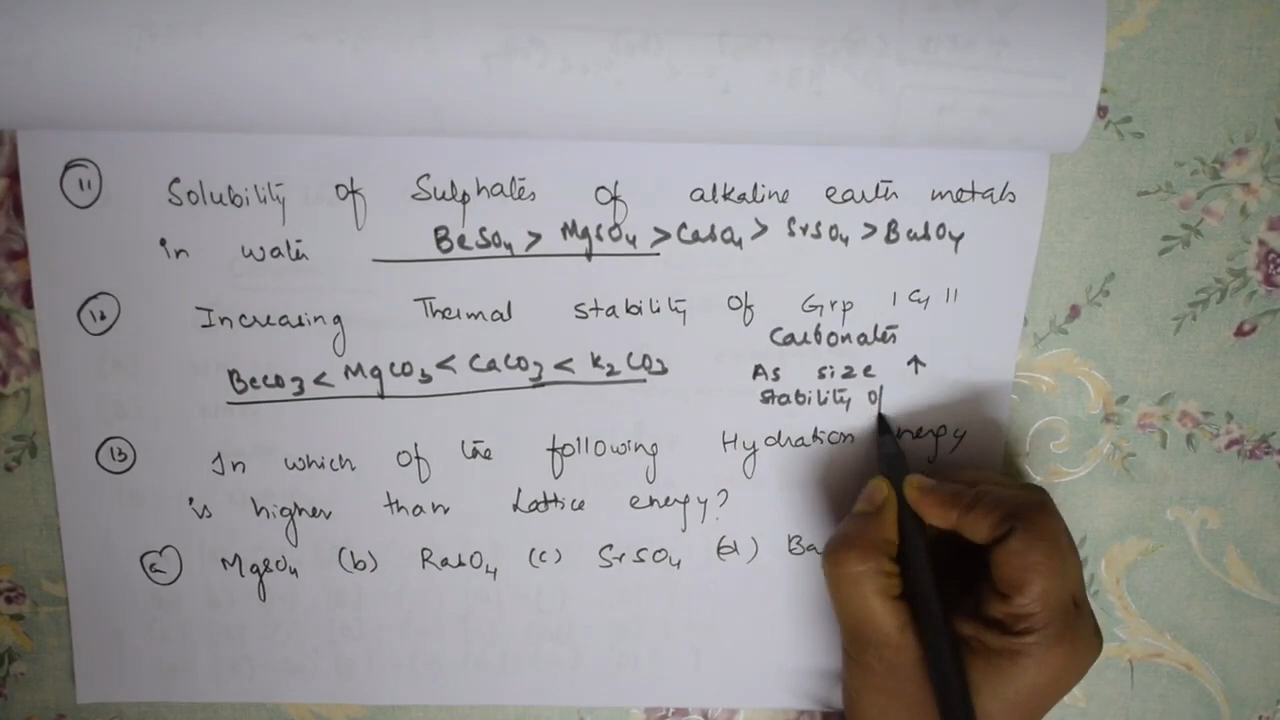 11 Solubility of Sulphates of alkaline earth metals
in water BeSO4 > MgSO4 > CaSO4 > SrSO4 > BaSO4
12 Increasing Thermal stability of Grp I & II
Carbonates
BeCO3 < MgCO3 < CaCO3 < K2CO3
As size ↑
stability of
13 In which of the following Hydration energy
is higher than Lattice energy?
(a) MgSO4 (b) RaSO4 (c) SrSO4 (d) Ba